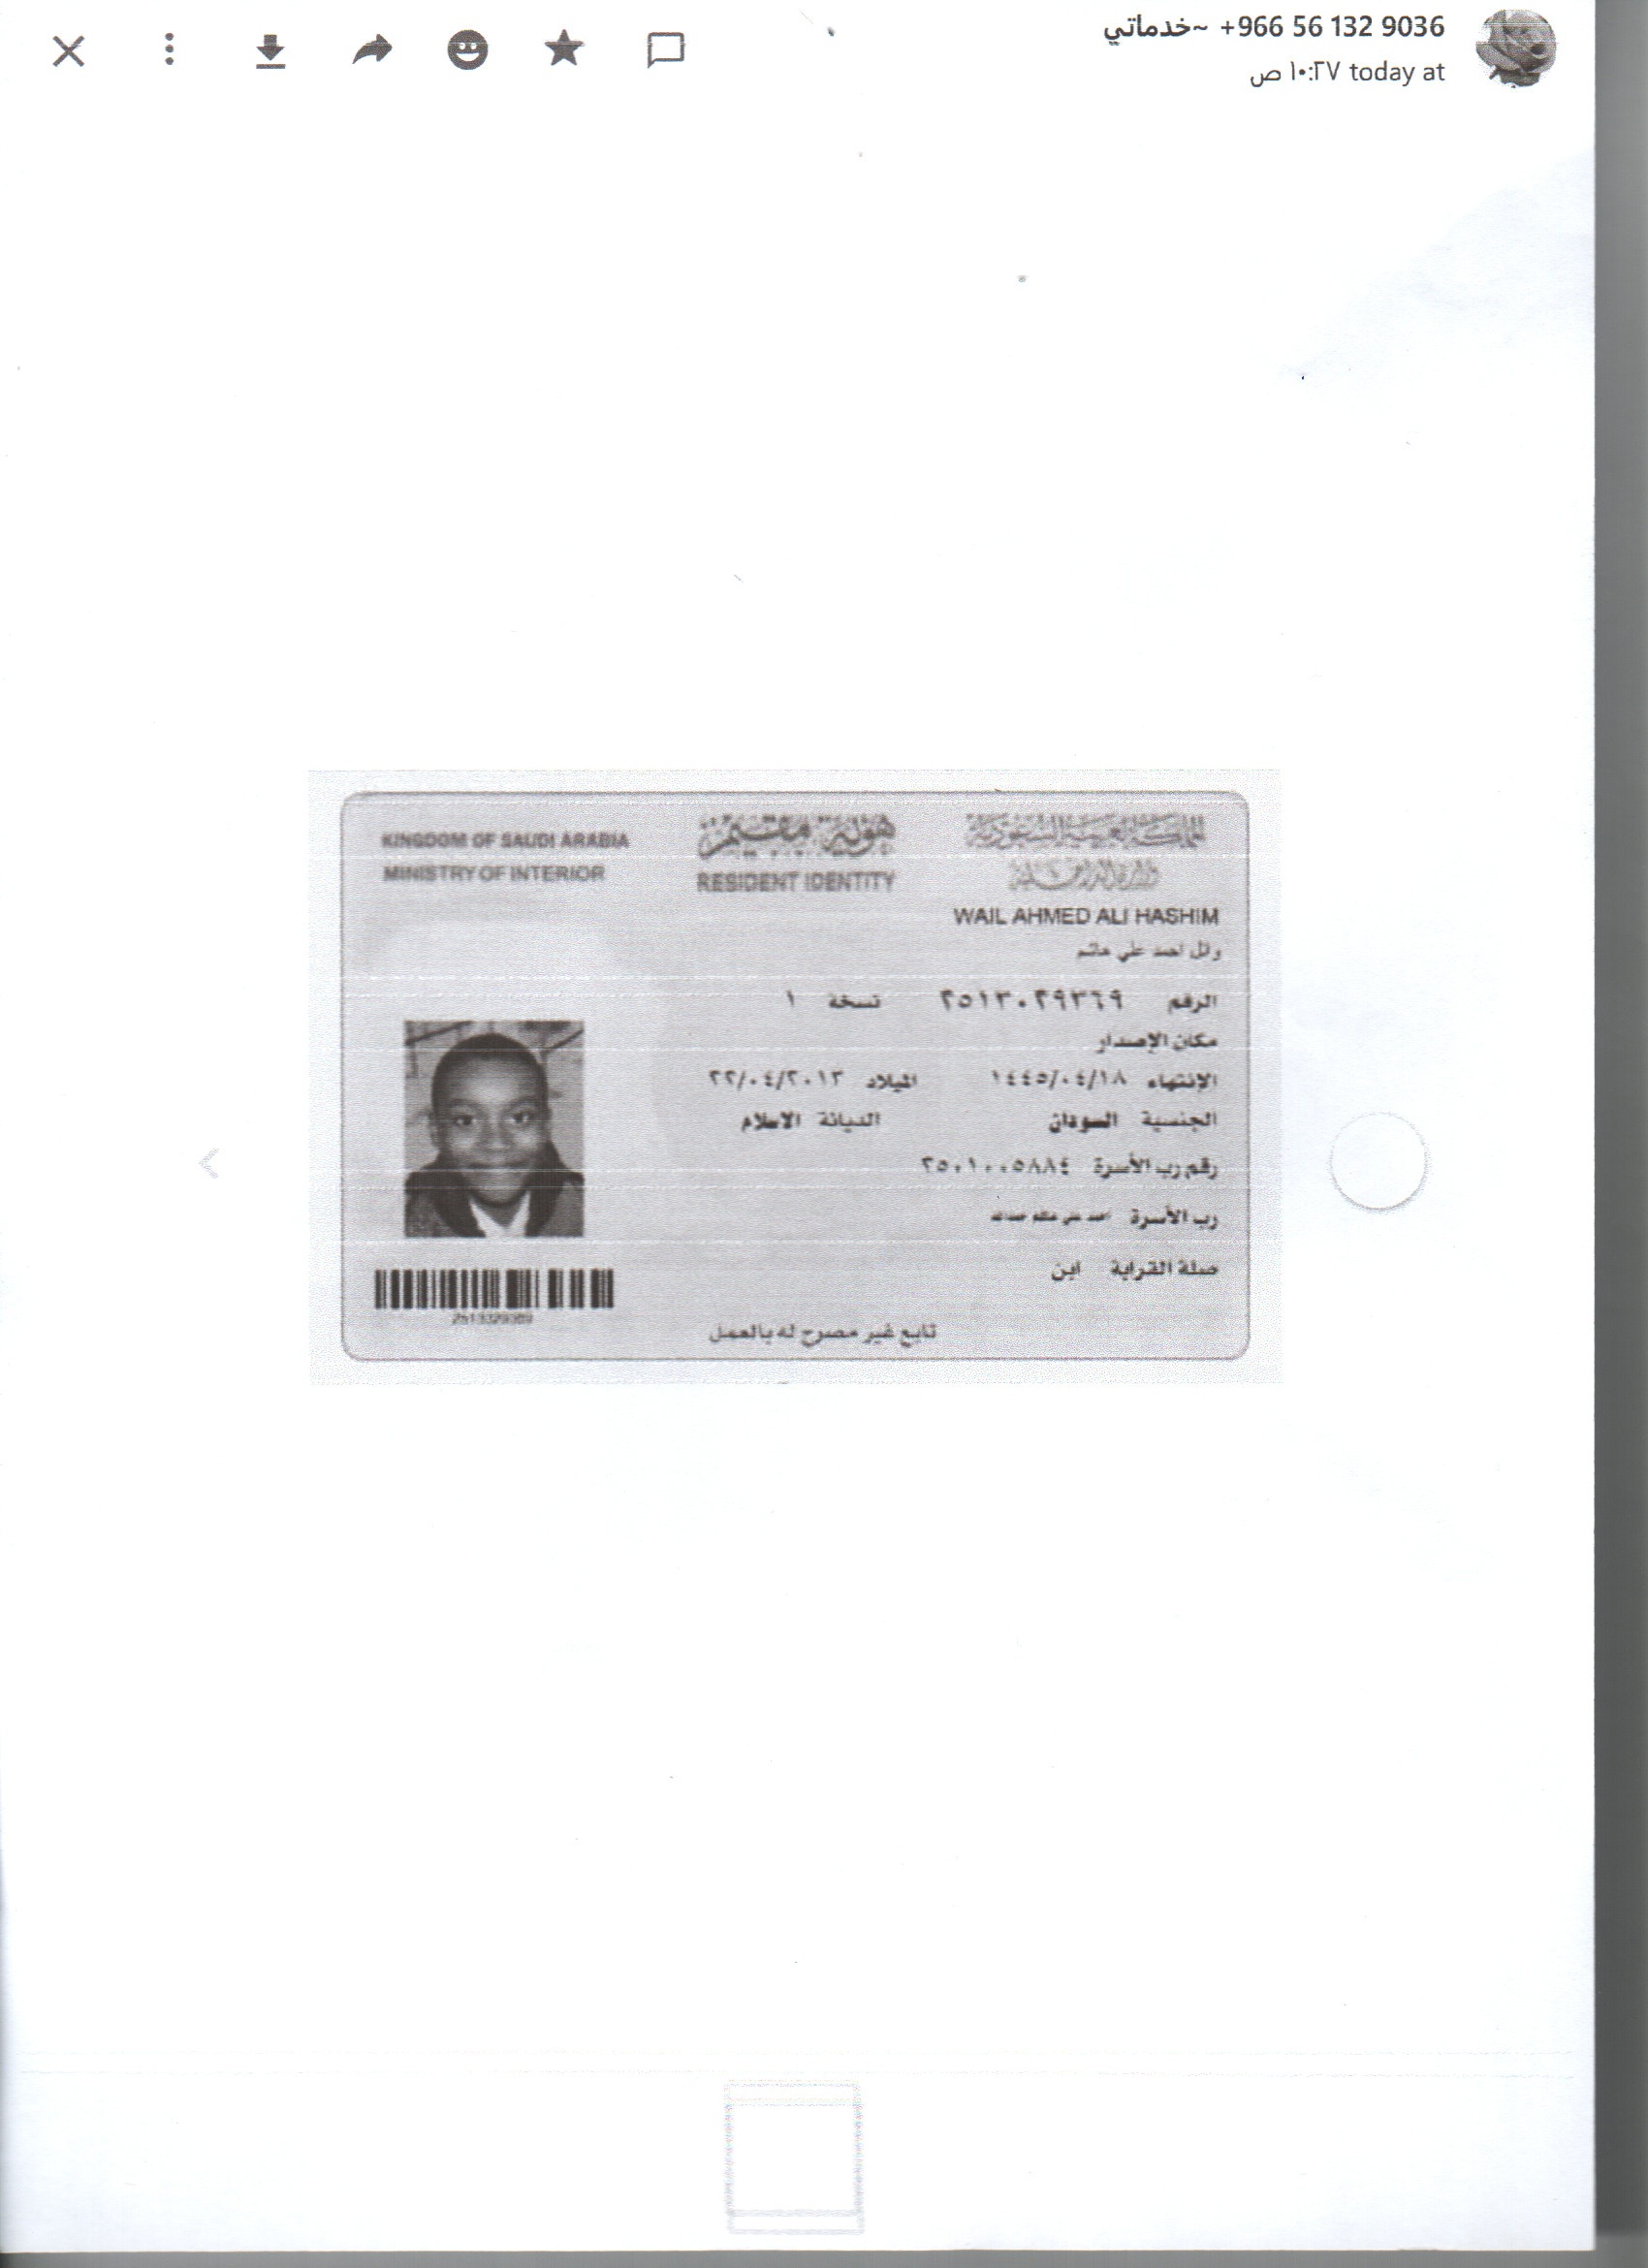 ~خدماتي +966 56 132 9036
today at ١٠:٢٧ ص
KINGDOM OF SAUDI ARABIA
MINISTRY OF INTERIOR
هوية مقيم
RESIDENT IDENTITY
المملكة العربية السعودية
وزارة الداخلية
WAIL AHMED ALI HASHIM
وائل احمد علي هاشم
الرقم ٢٥١٣٠٢٩٣٦٩ نسخة ١
مكان الإصدار
الإنتهاء ١٤٤٥/٠٤/١٨ الميلاد ٢٢/٠٤/٢٠١٣
الجنسية السودان الديانة الاسلام
رقم رب الأسرة ٢٥٠١٠٠٥٨٨٤
رب الأسرة احمد علي
صلة القرابة ابن
تابع غير مصرح له بالعمل